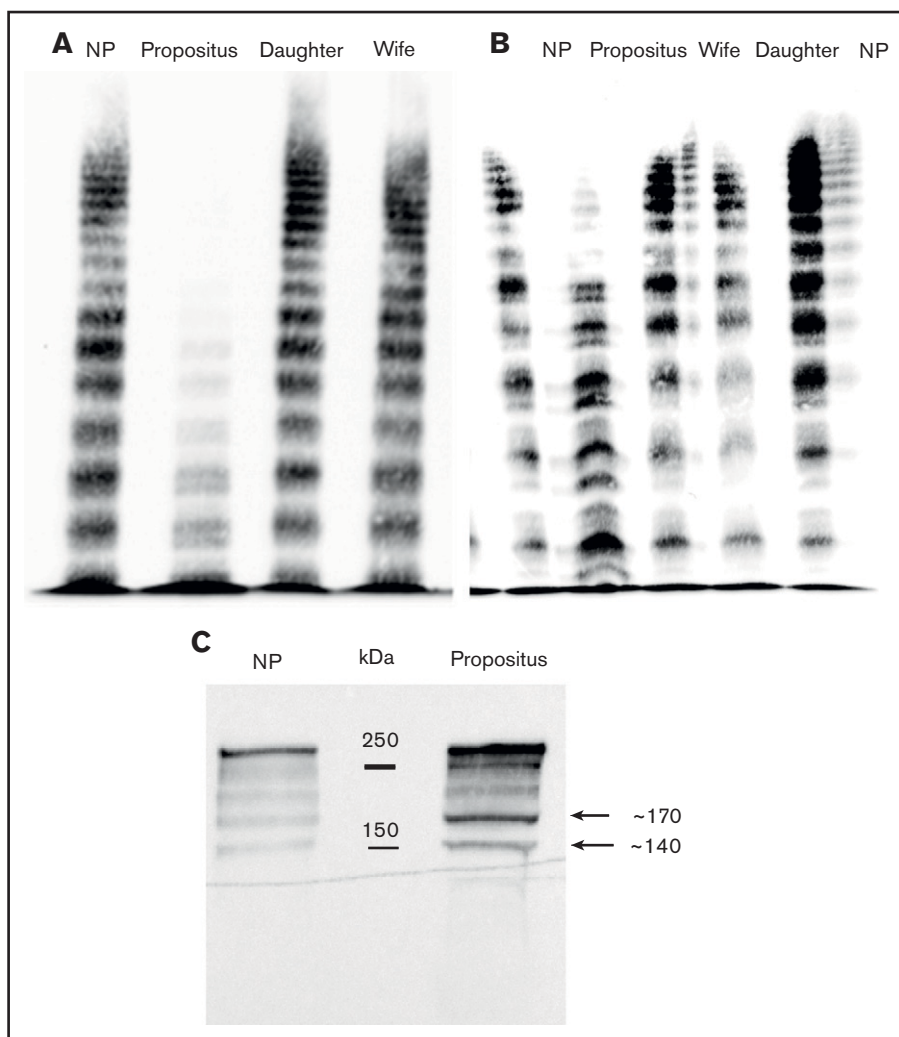 A NP Propositus Daughter Wife
B NP Propositus Wife Daughter NP
C NP kDa Propositus
250
~170
150
~140